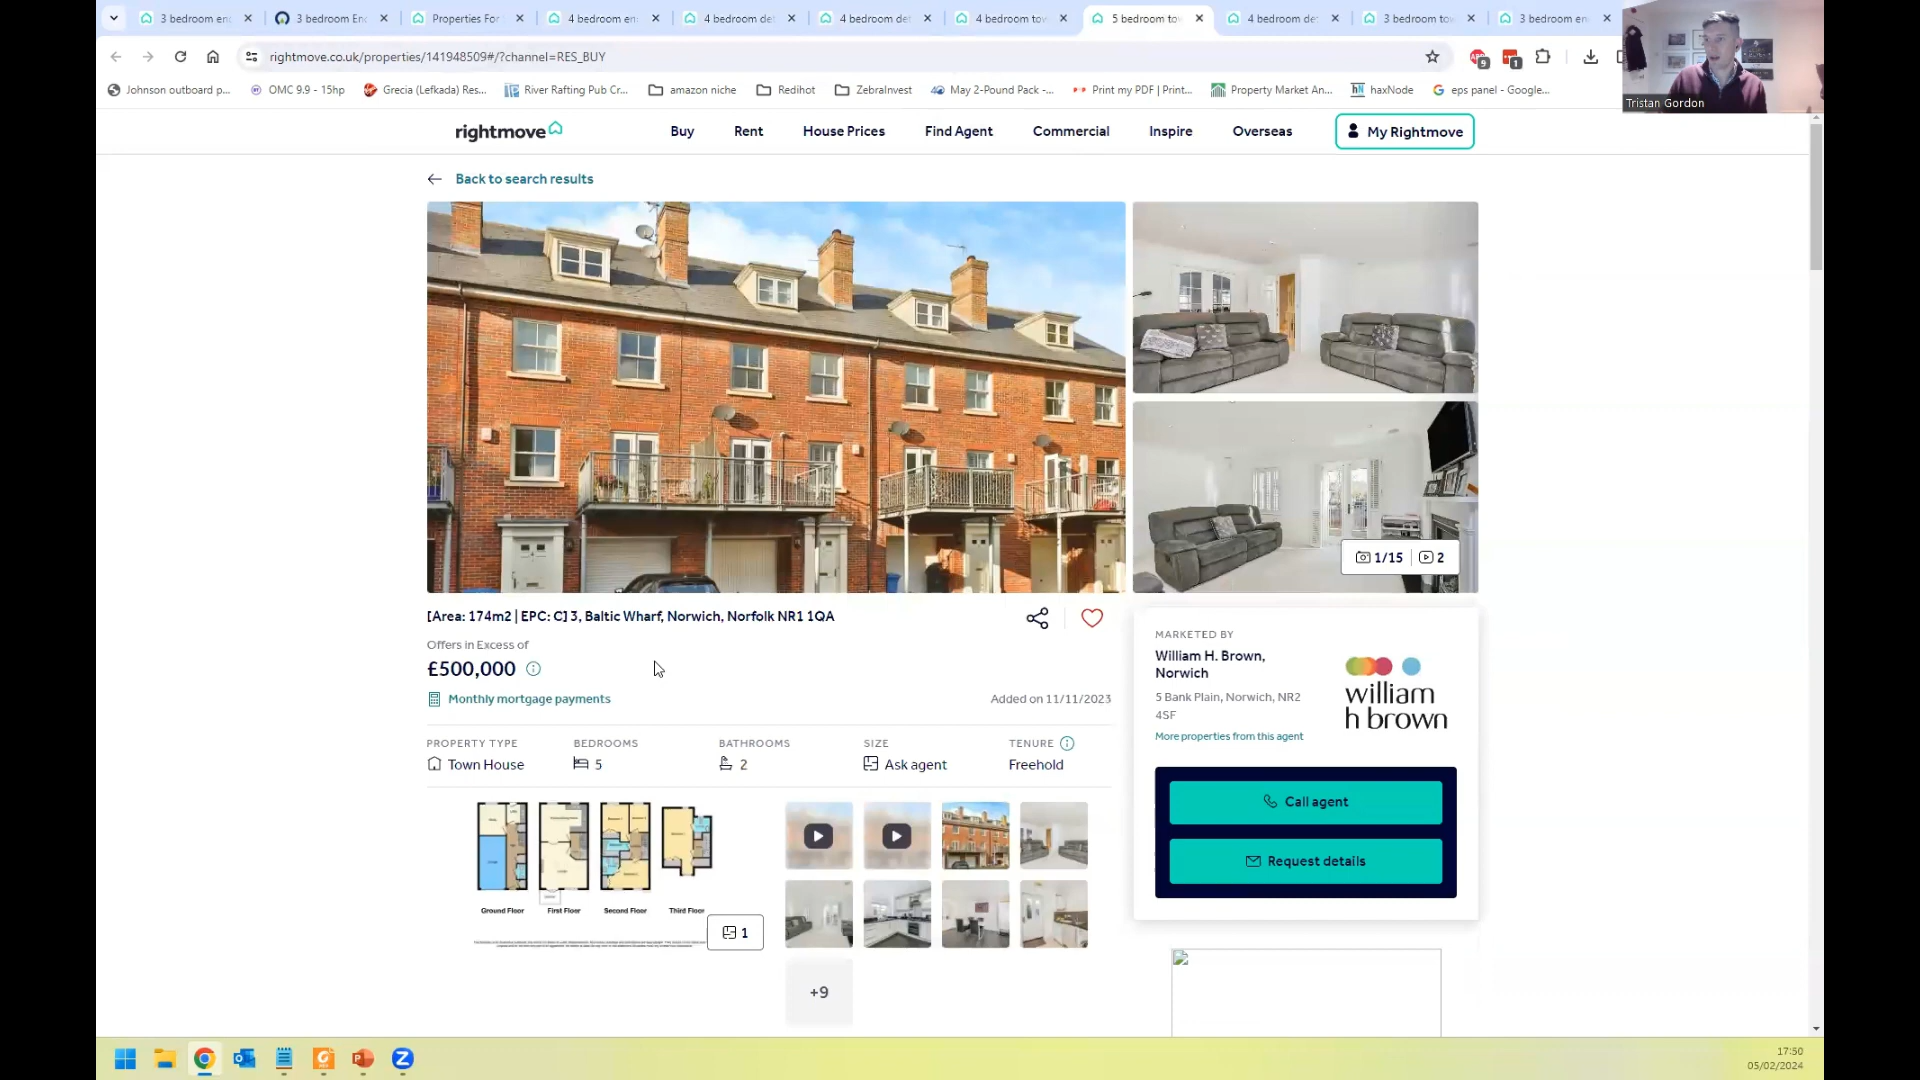 3 bedroom en
3 bedroom En
Properties For
4 bedroom en
4 bedroom de
4 bedroom de
4 bedroom tow
5 bedroom to
4 bedroom de
3 bedroom to
3 bedroom en
rightmove.co.uk/properties/141948509#/?channel=RES_BUY
9
1
Johnson outboard p...
OMC 9.9 - 15hp
Grecia (Lefkada) Res...
River Rafting Pub Cr...
amazon niche
Redihot
ZebraInvest
May 2-Pound Pack -...
Print my PDF | Print...
Property Market An...
haxNode
eps panel - Google...
Tristan Gordon
rightmove
Buy
Rent
House Prices
Find Agent
Commercial
Inspire
Overseas
My Rightmove
Back to search results
1/15
2
[Area: 174m2 | EPC: C] 3, Baltic Wharf, Norwich, Norfolk NR1 1QA
Offers in Excess of
£500,000
Monthly mortgage payments
Added on 11/11/2023
PROPERTY TYPE
Town House
BEDROOMS
5
BATHROOMS
2
SIZE
Ask agent
TENURE
Freehold
Ground Floor
First Floor
Second Floor
Third Floor
1
+9
MARKETED BY
William H. Brown,
Norwich
5 Bank Plain, Norwich, NR2
4SF
More properties from this agent
william
h brown
Call agent
Request details
17:50
05/02/2024